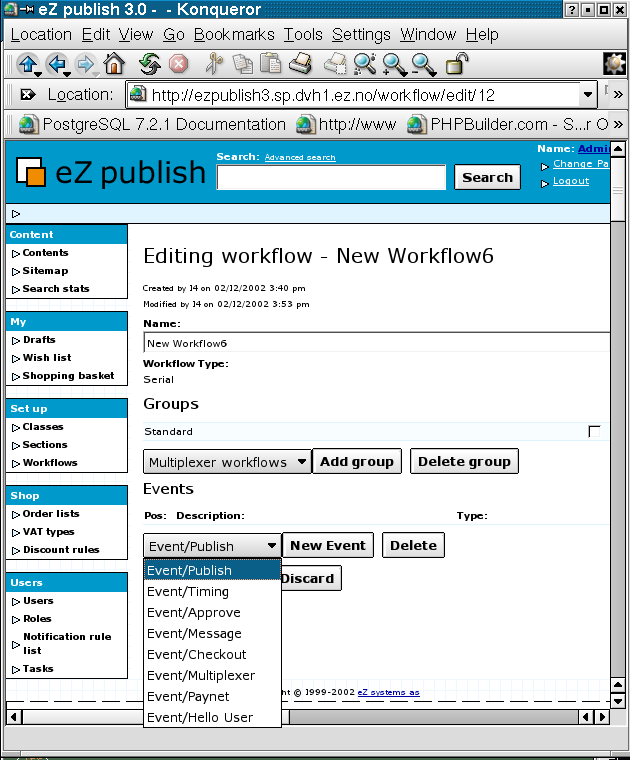 eZ publish 3.0 - - Konqueror
Location Edit View Go Bookmarks Tools Settings Window Help
Location: http://ezpublish3.sp.dvh1.ez.no/workflow/edit/12
PostgreSQL 7.2.1 Documentation http://www PHPBuilder.com - S...r O
eZ publish
Search: Advanced search
Search
Name: Admi
Change Pa
Logout
Content
Contents
Sitemap
Search stats
My
Drafts
Wish list
Shopping basket
Set up
Classes
Sections
Workflows
Shop
Order lists
VAT types
Discount rules
Users
Users
Roles
Notification rule
list
Tasks
Editing workflow - New Workflow6
Created by 14 on 02/12/2002 3:40 pm
Modified by 14 on 02/12/2002 3:53 pm
Name:
New Workflow6
Workflow Type:
Serial
Groups
Standard
Multiplexer workflows Add group Delete group
Events
Pos: Description: Type:
Event/Publish New Event Delete
Discard
Event/Publish
Event/Timing
Event/Approve
Event/Message
Event/Checkout
Event/Multiplexer
Event/Paynet
Event/Hello User
ht © 1999-2002 eZ systems as